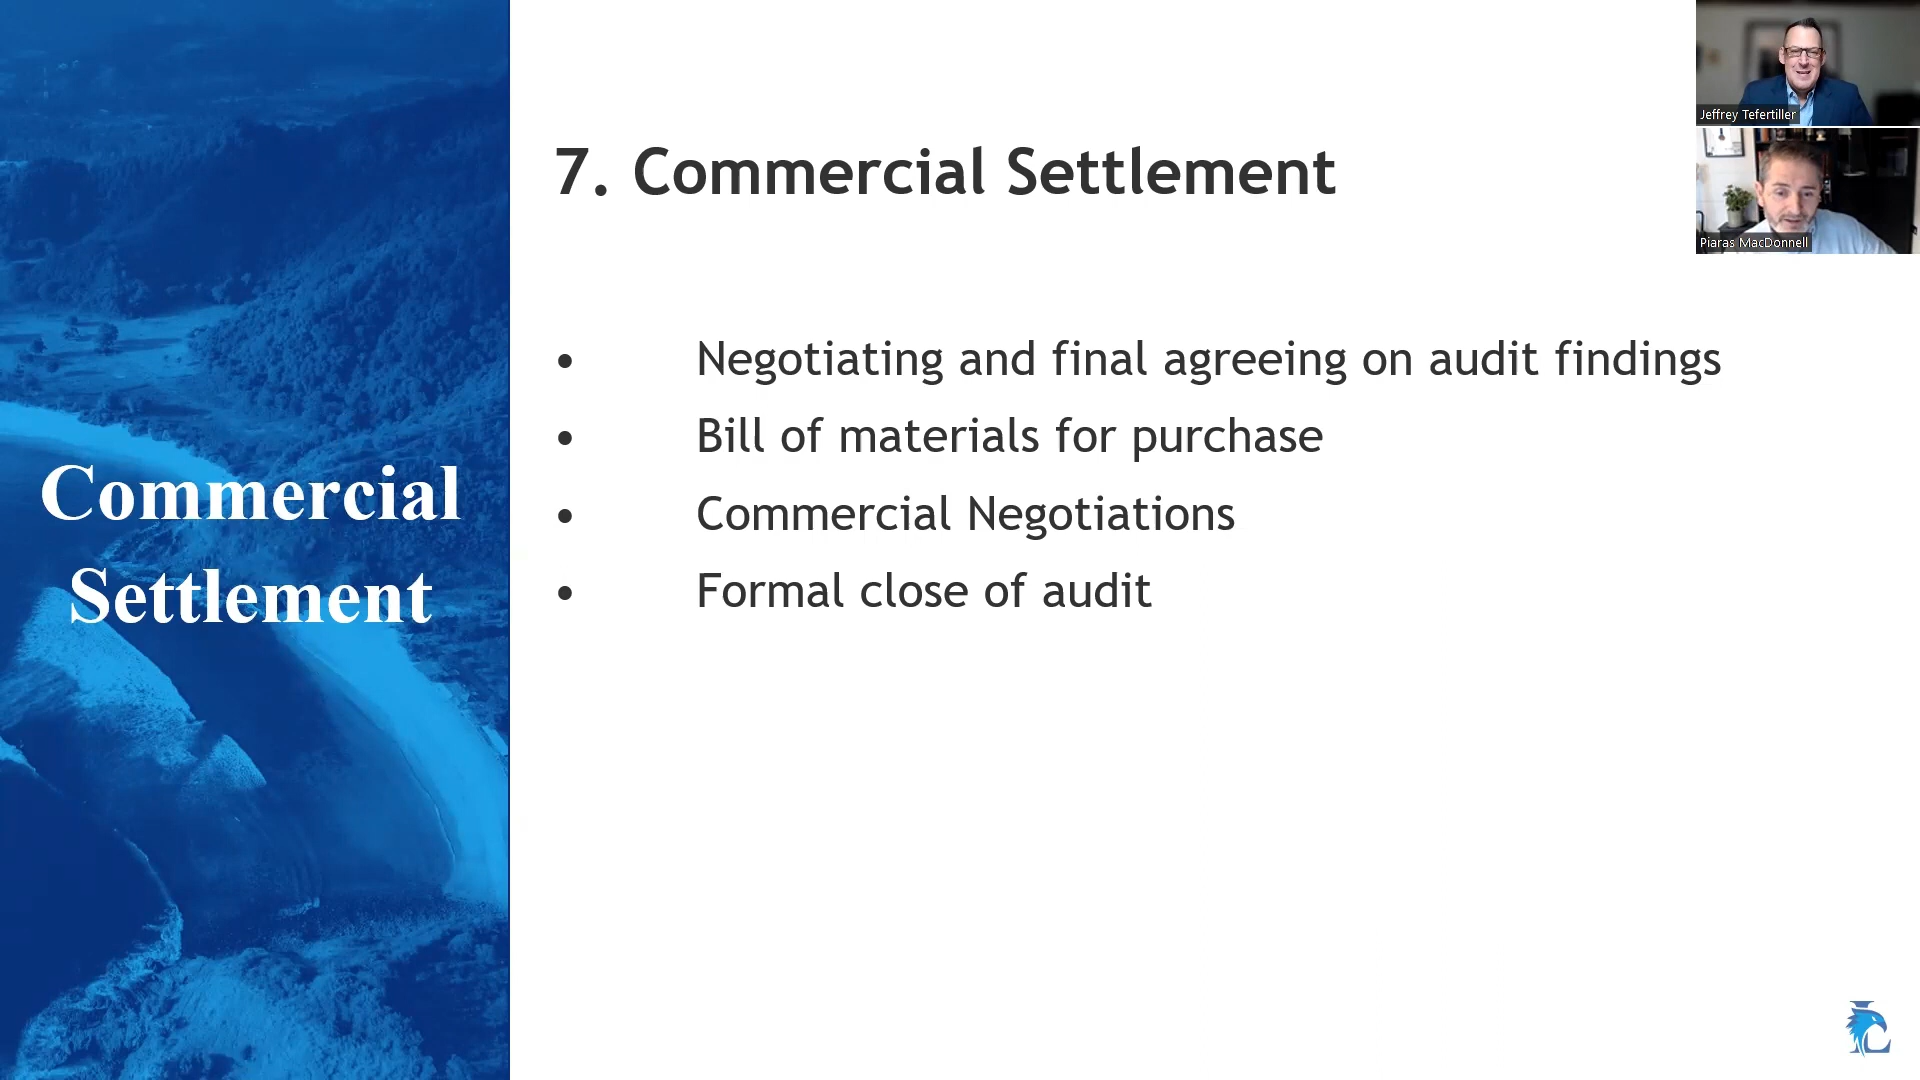 Commercial
Settlement
7. Commercial Settlement
• Negotiating and final agreeing on audit findings
• Bill of materials for purchase
• Commercial Negotiations
• Formal close of audit
Jeffrey Tefertiller
Piaras MacDonnell